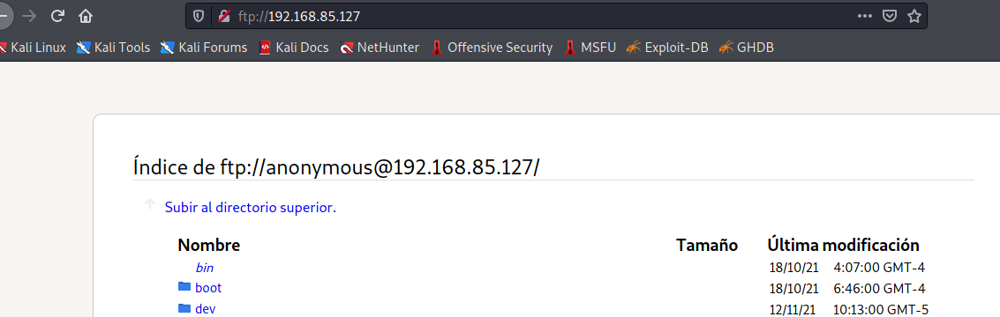 ftp://192.168.85.127
Kali Linux Kali Tools Kali Forums Kali Docs NetHunter Offensive Security MSFU Exploit-DB GHDB
Índice de ftp://anonymous@192.168.85.127/
Subir al directorio superior.
Nombre Tamaño Última modificación
bin 18/10/21 4:07:00 GMT-4
boot 18/10/21 6:46:00 GMT-4
dev 12/11/21 10:13:00 GMT-5